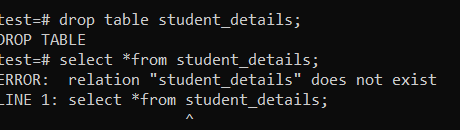 test=# drop table student_details;
DROP TABLE
test=# select *from student_details;
ERROR:  relation "student_details" does not exist
LINE 1: select *from student_details;
                     ^